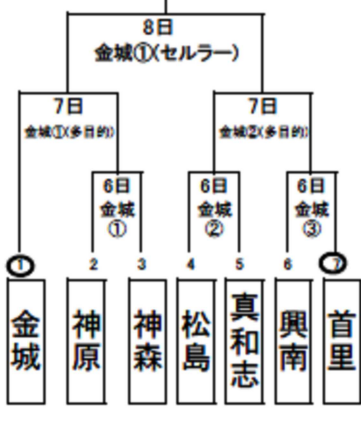 8日
金城①(セルラー)
7日
金城①(多目的)
7日
金城②(多目的)
6日
金城
①
6日
金城
②
6日
金城
③
1 2 3 4 5 6 7
金城
神原
神森
松島
真和志
興南
首里